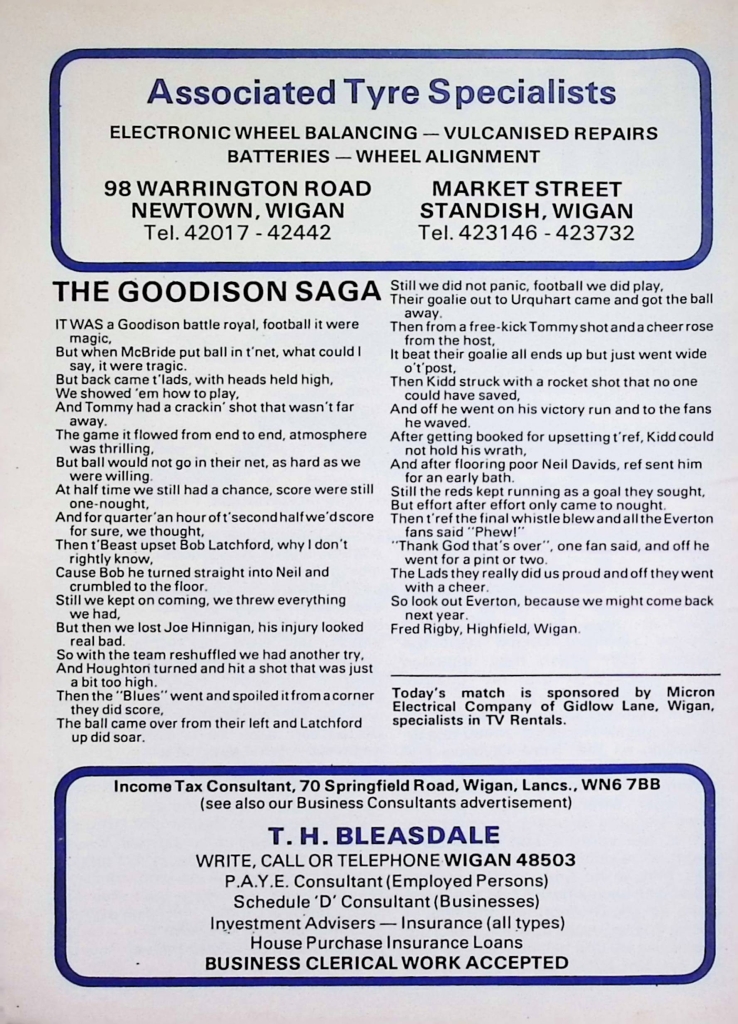 Associated Tyre Specialists
ELECTRONIC WHEEL BALANCING — VULCANISED REPAIRS
BATTERIES — WHEEL ALIGNMENT
98 WARRINGTON ROAD
NEWTOWN, WIGAN
Tel. 42017 - 42442
MARKET STREET
STANDISH, WIGAN
Tel. 423146 - 423732
THE GOODISON SAGA
IT WAS a Goodison battle royal, football it were
magic,
But when McBride put ball in t'net, what could I
say, it were tragic.
But back came t'lads, with heads held high,
We showed 'em how to play,
And Tommy had a crackin' shot that wasn't far
away.
The game it flowed from end to end, atmosphere
was thrilling,
But ball would not go in their net, as hard as we
were willing.
At half time we still had a chance, score were still
one-nought,
And for quarter'an hour of t'second half we'd score
for sure, we thought,
Then t'Beast upset Bob Latchford, why I don't
rightly know,
Cause Bob he turned straight into Neil and
crumbled to the floor.
Still we kept on coming, we threw everything
we had,
But then we lost Joe Hinnigan, his injury looked
real bad.
So with the team reshuffled we had another try,
And Houghton turned and hit a shot that was just
a bit too high.
Then the "Blues" went and spoiled it from a corner
they did score,
The ball came over from their left and Latchford
up did soar.
Still we did not panic, football we did play,
Their goalie out to Urquhart came and got the ball
away.
Then from a free-kick Tommy shot and a cheer rose
from the host,
It beat their goalie all ends up but just went wide
o't'post,
Then Kidd struck with a rocket shot that no one
could have saved,
And off he went on his victory run and to the fans
he waved.
After getting booked for upsetting t'ref, Kidd could
not hold his wrath,
And after flooring poor Neil Davids, ref sent him
for an early bath.
Still the reds kept running as a goal they sought,
But effort after effort only came to nought.
Then t'ref the final whistle blew and all the Everton
fans said "Phew!"
"Thank God that's over", one fan said, and off he
went for a pint or two.
The Lads they really did us proud and off they went
with a cheer.
So look out Everton, because we might come back
next year.
Fred Rigby, Highfield, Wigan.
Today's match is sponsored by Micron
Electrical Company of Gidlow Lane, Wigan,
specialists in TV Rentals.
Income Tax Consultant, 70 Springfield Road, Wigan, Lancs., WN6 7BB
(see also our Business Consultants advertisement)
T. H. BLEASDALE
WRITE, CALL OR TELEPHONE WIGAN 48503
P.A.Y.E. Consultant (Employed Persons)
Schedule 'D' Consultant (Businesses)
Investment Advisers — Insurance (all types)
House Purchase Insurance Loans
BUSINESS CLERICAL WORK ACCEPTED